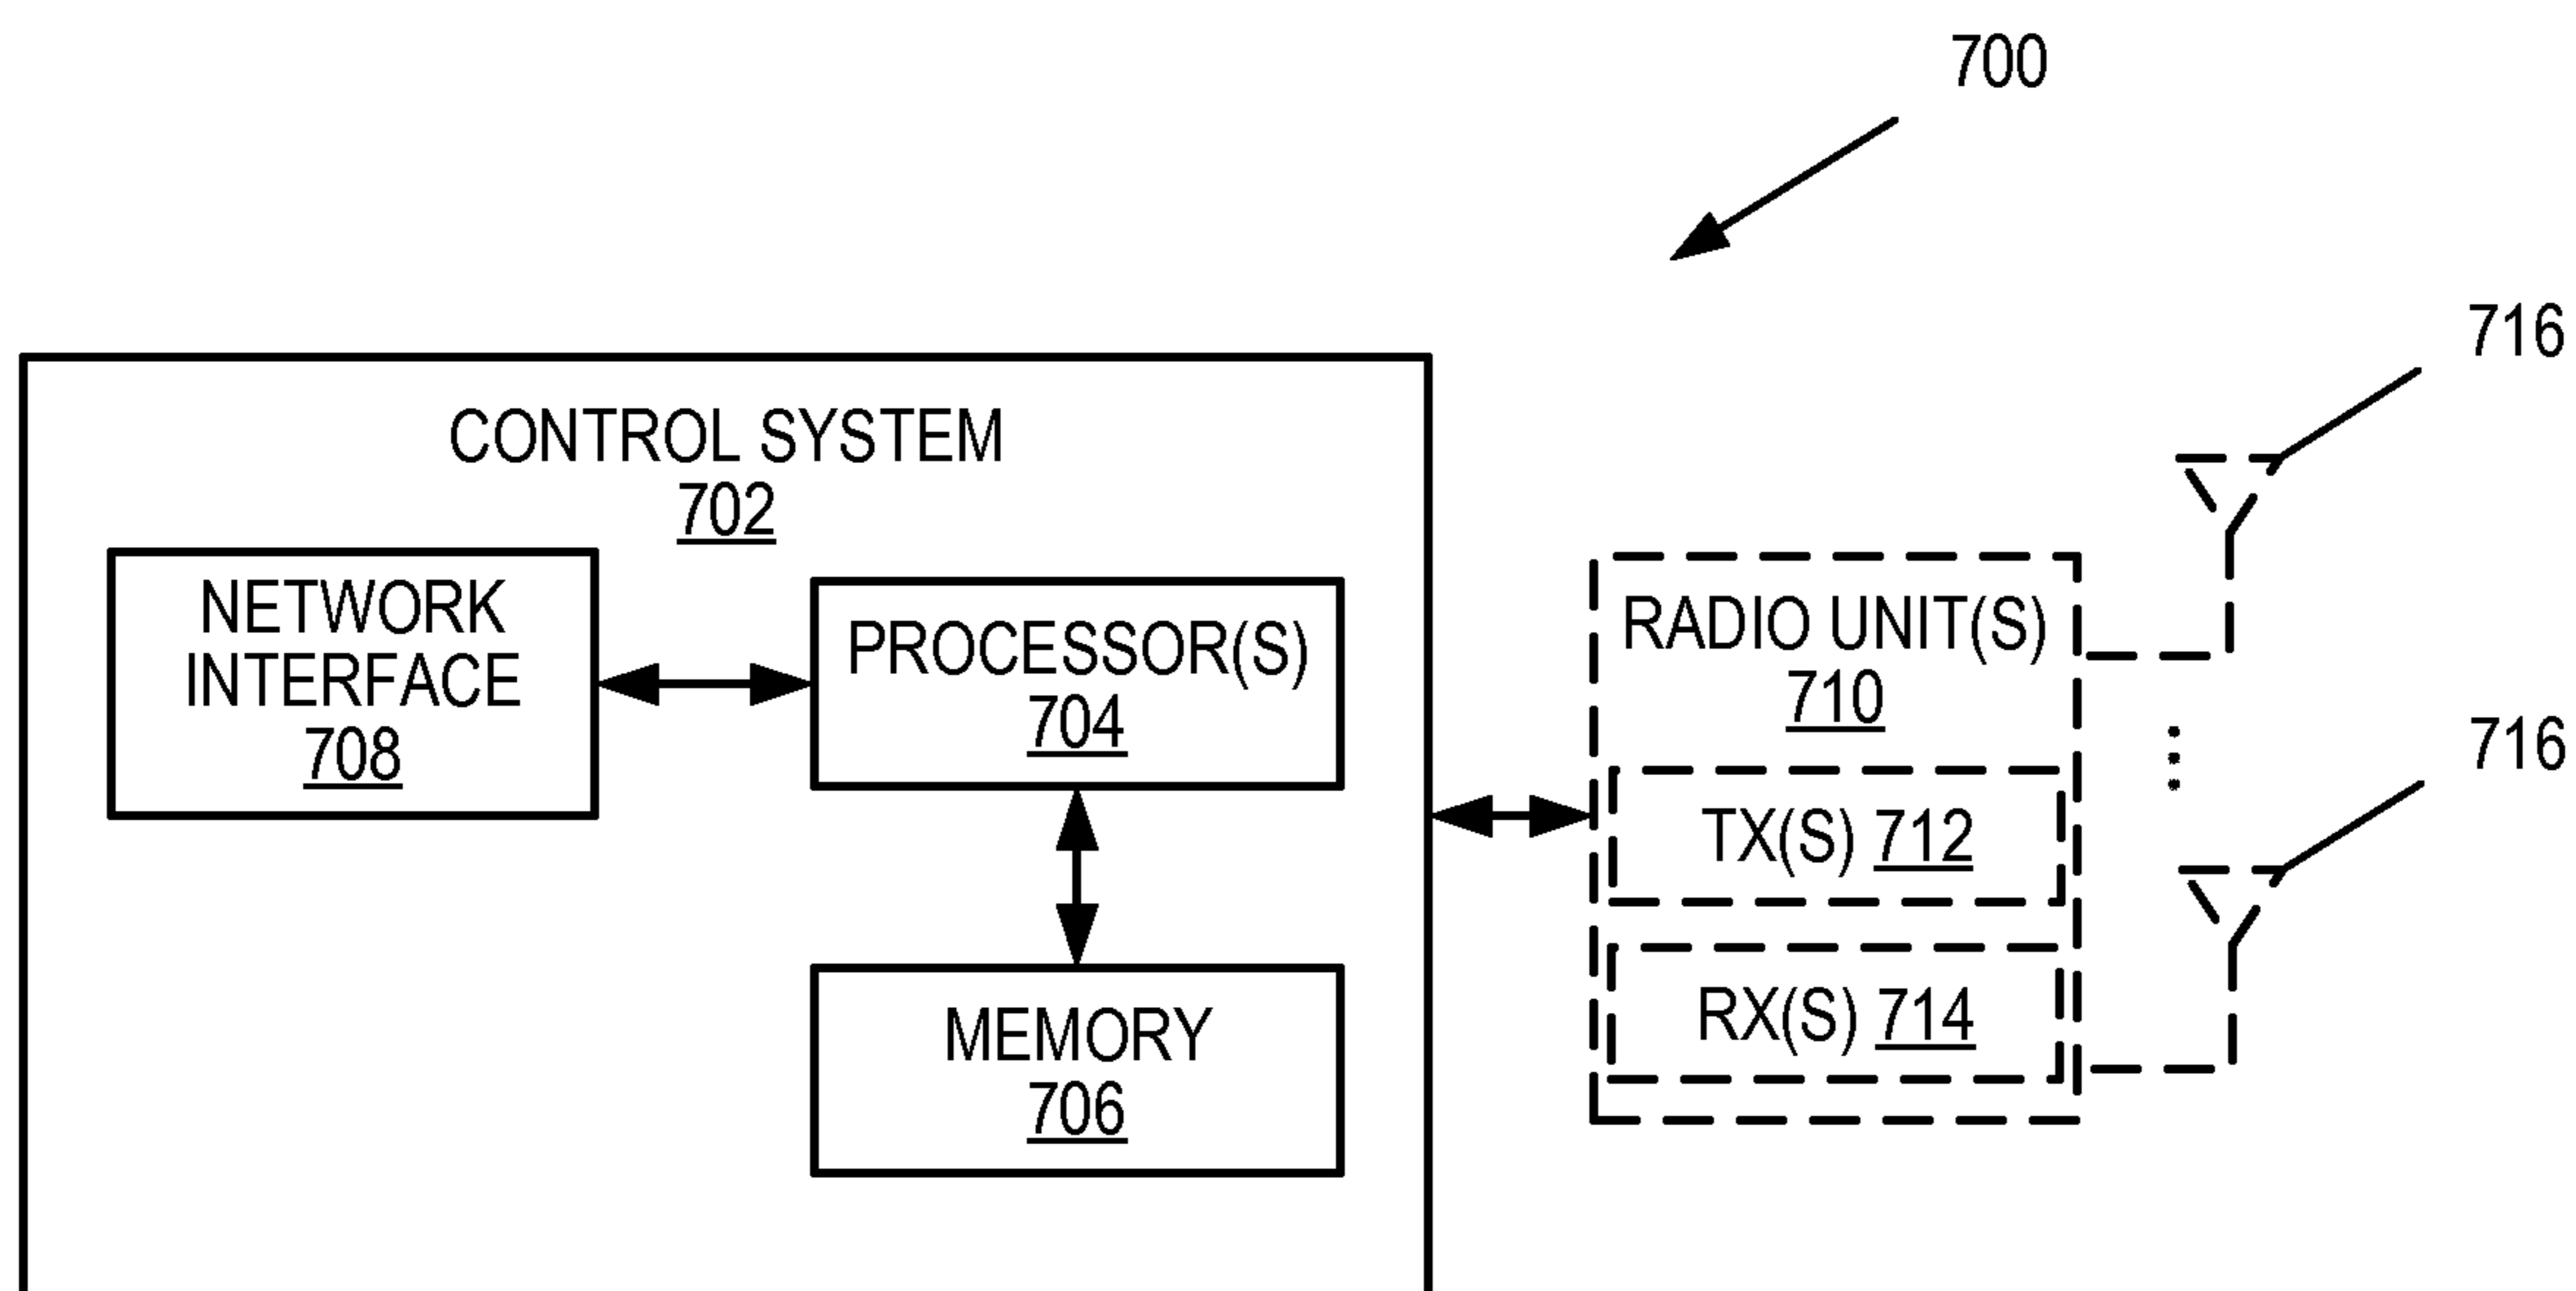 700
716
CONTROL SYSTEM
702
NETWORK
INTERFACE
708
PROCESSOR(S)
704
MEMORY
706
RADIO UNIT(S)
710
TX(S) 712
RX(S) 714
716